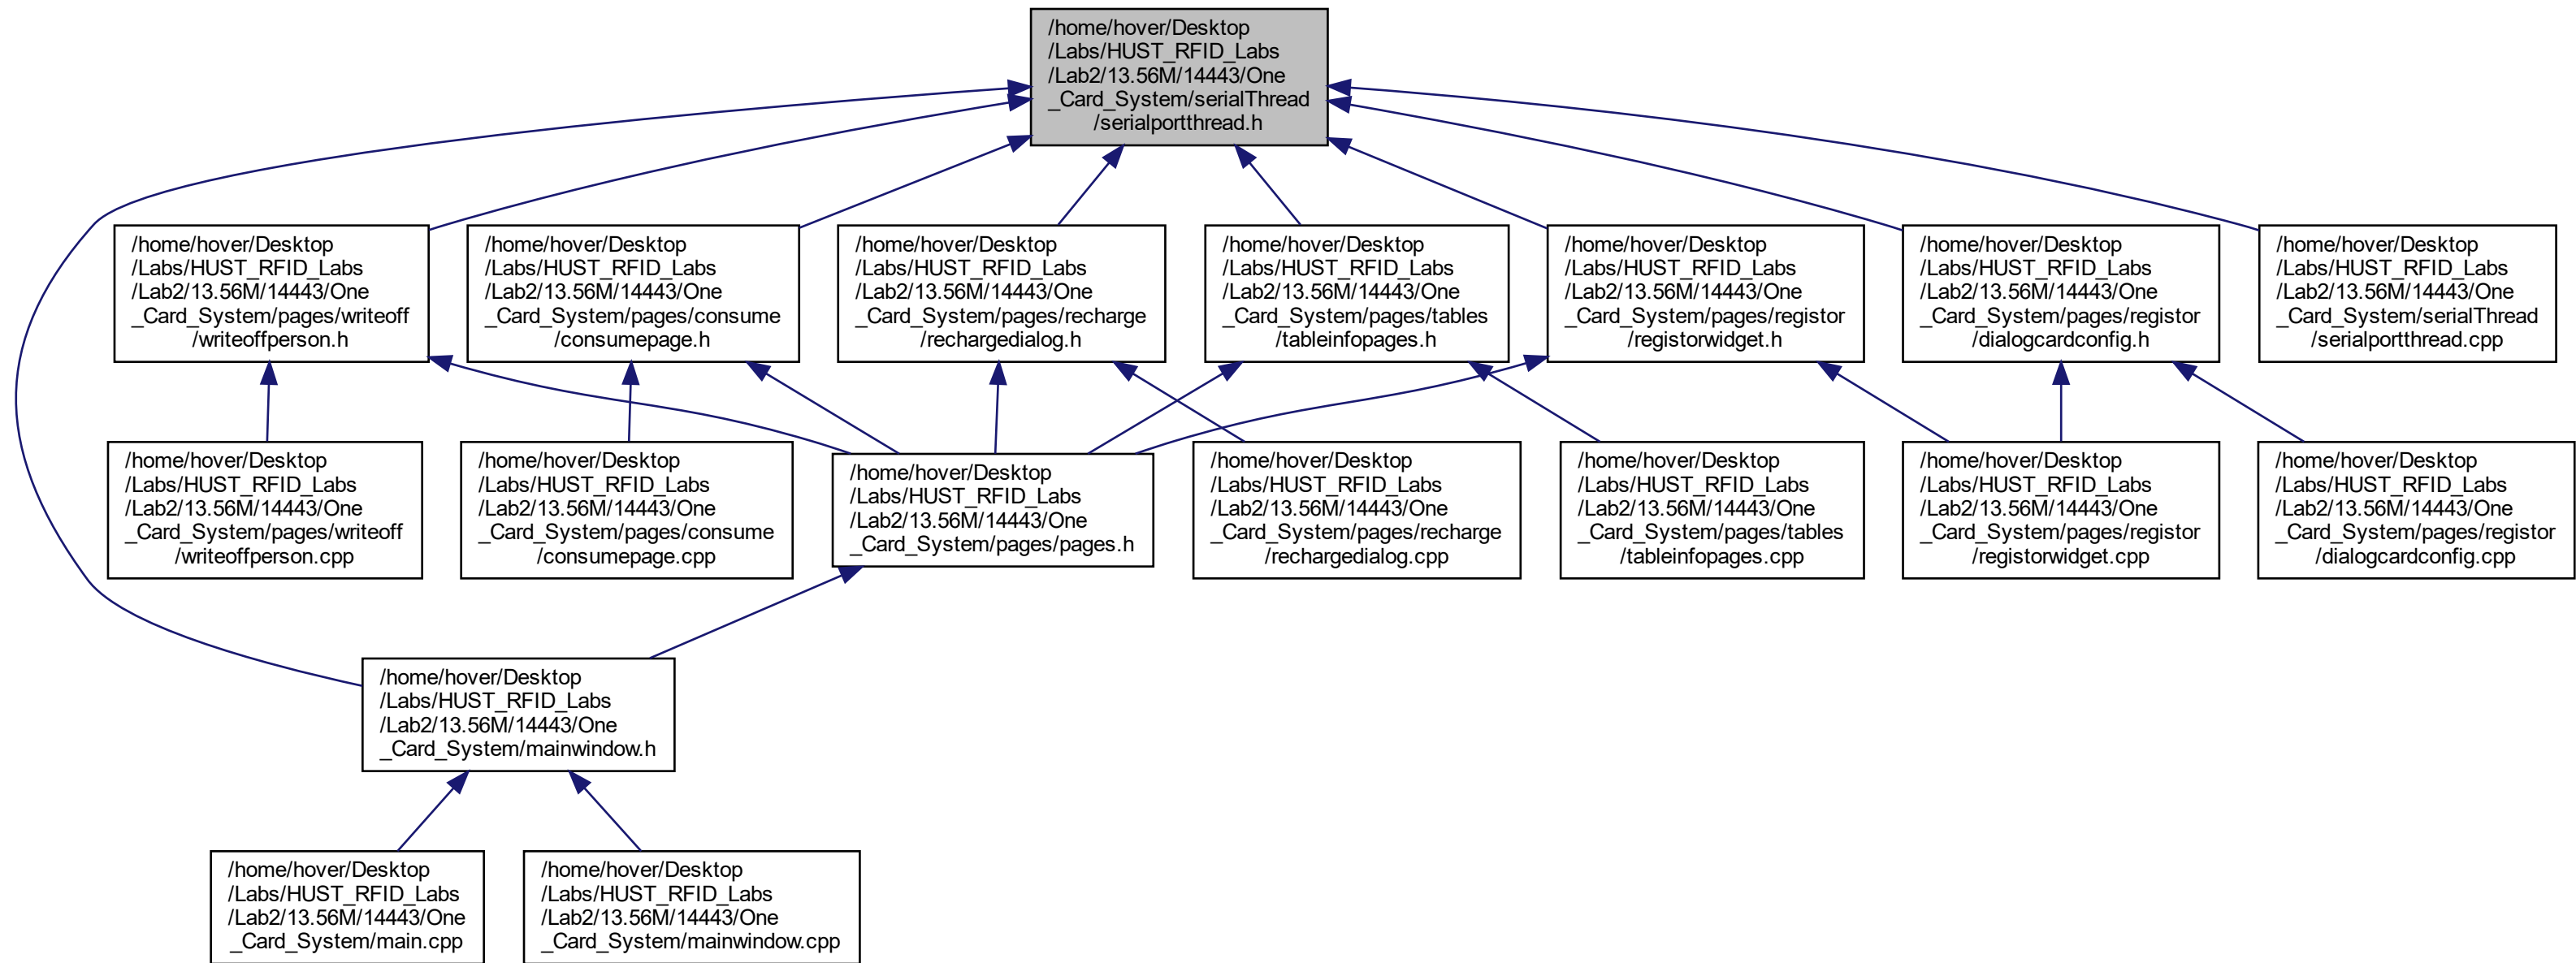 /home/hover/Desktop
/Labs/HUST_RFID_Labs
/Lab2/13.56M/14443/One
_Card_System/serialThread
/serialportthread.h
/home/hover/Desktop
/Labs/HUST_RFID_Labs
/Lab2/13.56M/14443/One
_Card_System/pages/writeoff
/writeoffperson.h
/home/hover/Desktop
/Labs/HUST_RFID_Labs
/Lab2/13.56M/14443/One
_Card_System/pages/consume
/consumepage.h
/home/hover/Desktop
/Labs/HUST_RFID_Labs
/Lab2/13.56M/14443/One
_Card_System/pages/recharge
/rechargedialog.h
/home/hover/Desktop
/Labs/HUST_RFID_Labs
/Lab2/13.56M/14443/One
_Card_System/pages/tables
/tableinfopages.h
/home/hover/Desktop
/Labs/HUST_RFID_Labs
/Lab2/13.56M/14443/One
_Card_System/pages/registor
/registorwidget.h
/home/hover/Desktop
/Labs/HUST_RFID_Labs
/Lab2/13.56M/14443/One
_Card_System/pages/registor
/dialogcardconfig.h
/home/hover/Desktop
/Labs/HUST_RFID_Labs
/Lab2/13.56M/14443/One
_Card_System/serialThread
/serialportthread.cpp
/home/hover/Desktop
/Labs/HUST_RFID_Labs
/Lab2/13.56M/14443/One
_Card_System/pages/writeoff
/writeoffperson.cpp
/home/hover/Desktop
/Labs/HUST_RFID_Labs
/Lab2/13.56M/14443/One
_Card_System/pages/consume
/consumepage.cpp
/home/hover/Desktop
/Labs/HUST_RFID_Labs
/Lab2/13.56M/14443/One
_Card_System/pages/pages.h
/home/hover/Desktop
/Labs/HUST_RFID_Labs
/Lab2/13.56M/14443/One
_Card_System/pages/recharge
/rechargedialog.cpp
/home/hover/Desktop
/Labs/HUST_RFID_Labs
/Lab2/13.56M/14443/One
_Card_System/pages/tables
/tableinfopages.cpp
/home/hover/Desktop
/Labs/HUST_RFID_Labs
/Lab2/13.56M/14443/One
_Card_System/pages/registor
/registorwidget.cpp
/home/hover/Desktop
/Labs/HUST_RFID_Labs
/Lab2/13.56M/14443/One
_Card_System/pages/registor
/dialogcardconfig.cpp
/home/hover/Desktop
/Labs/HUST_RFID_Labs
/Lab2/13.56M/14443/One
_Card_System/mainwindow.h
/home/hover/Desktop
/Labs/HUST_RFID_Labs
/Lab2/13.56M/14443/One
_Card_System/main.cpp
/home/hover/Desktop
/Labs/HUST_RFID_Labs
/Lab2/13.56M/14443/One
_Card_System/mainwindow.cpp